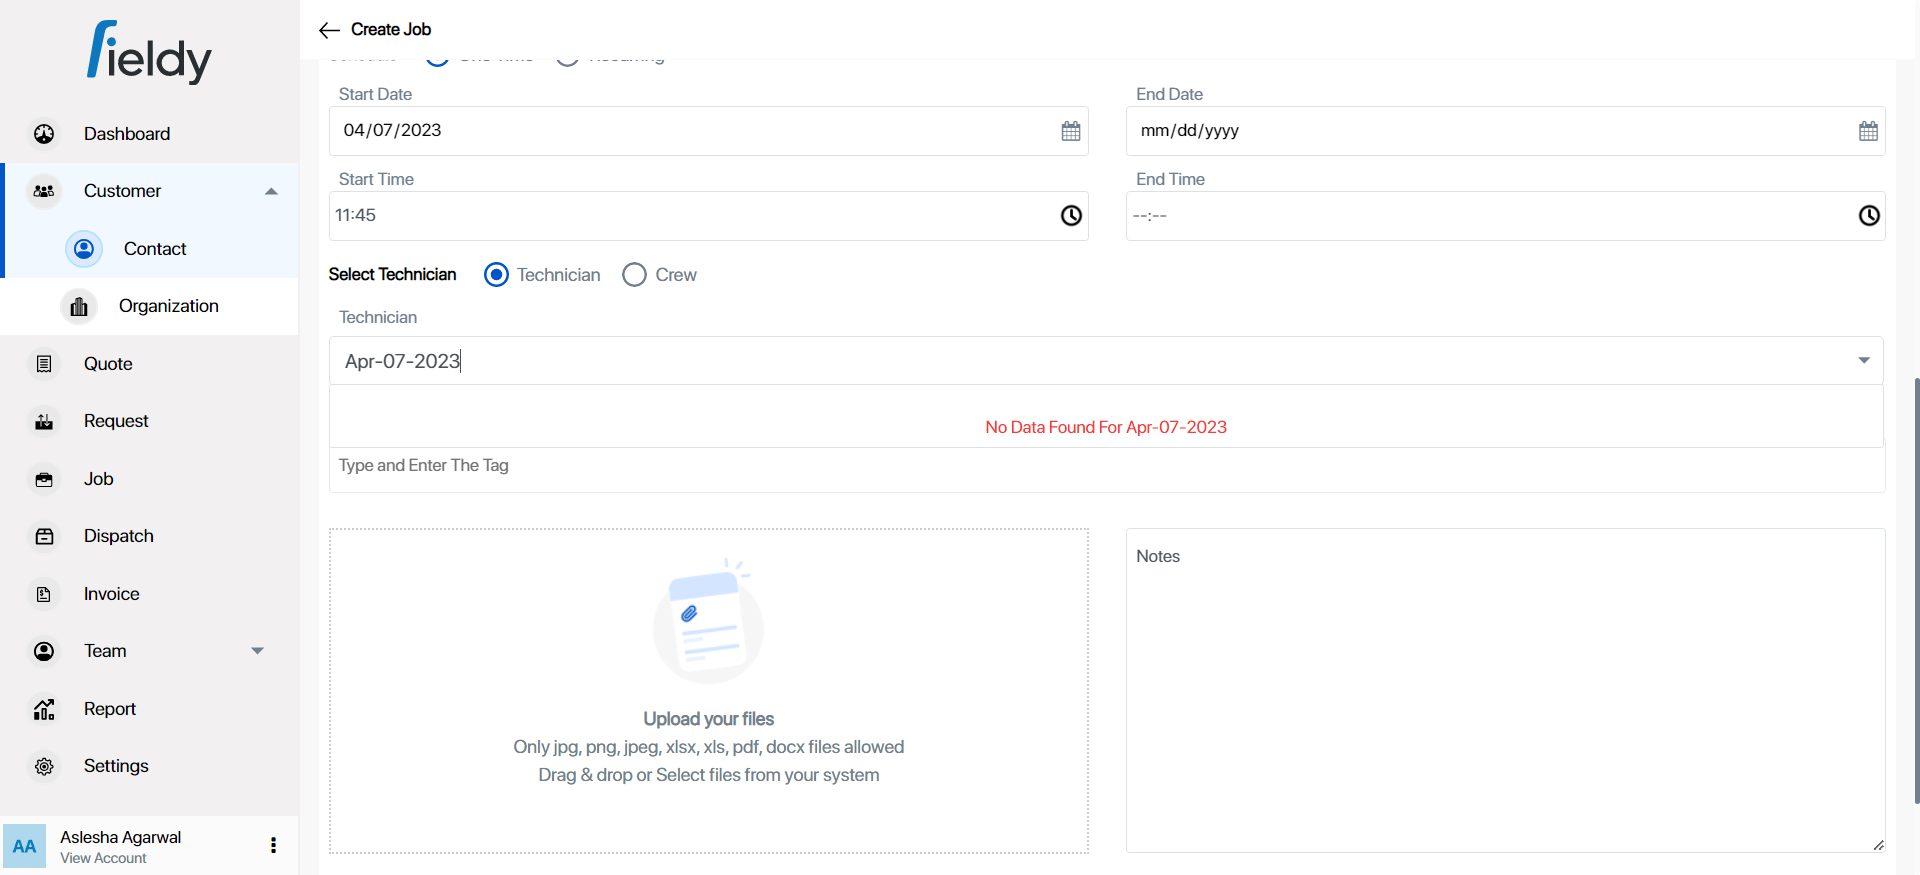 fieldy
Dashboard
Customer
Contact
Organization
Quote
Request
Job
Dispatch
Invoice
Team
Report
Settings
AA
Aslesha Agarwal
View Account
Create Job
Start Date
04/07/2023
End Date
mm/dd/yyyy
Start Time
11:45
End Time
--:--
Select Technician
Technician
Crew
Technician
Apr-07-2023
No Data Found For Apr-07-2023
Type and Enter The Tag
Upload your files
Only jpg, png, jpeg, xlsx, xls, pdf, docx files allowed
Drag & drop or Select files from your system
Notes